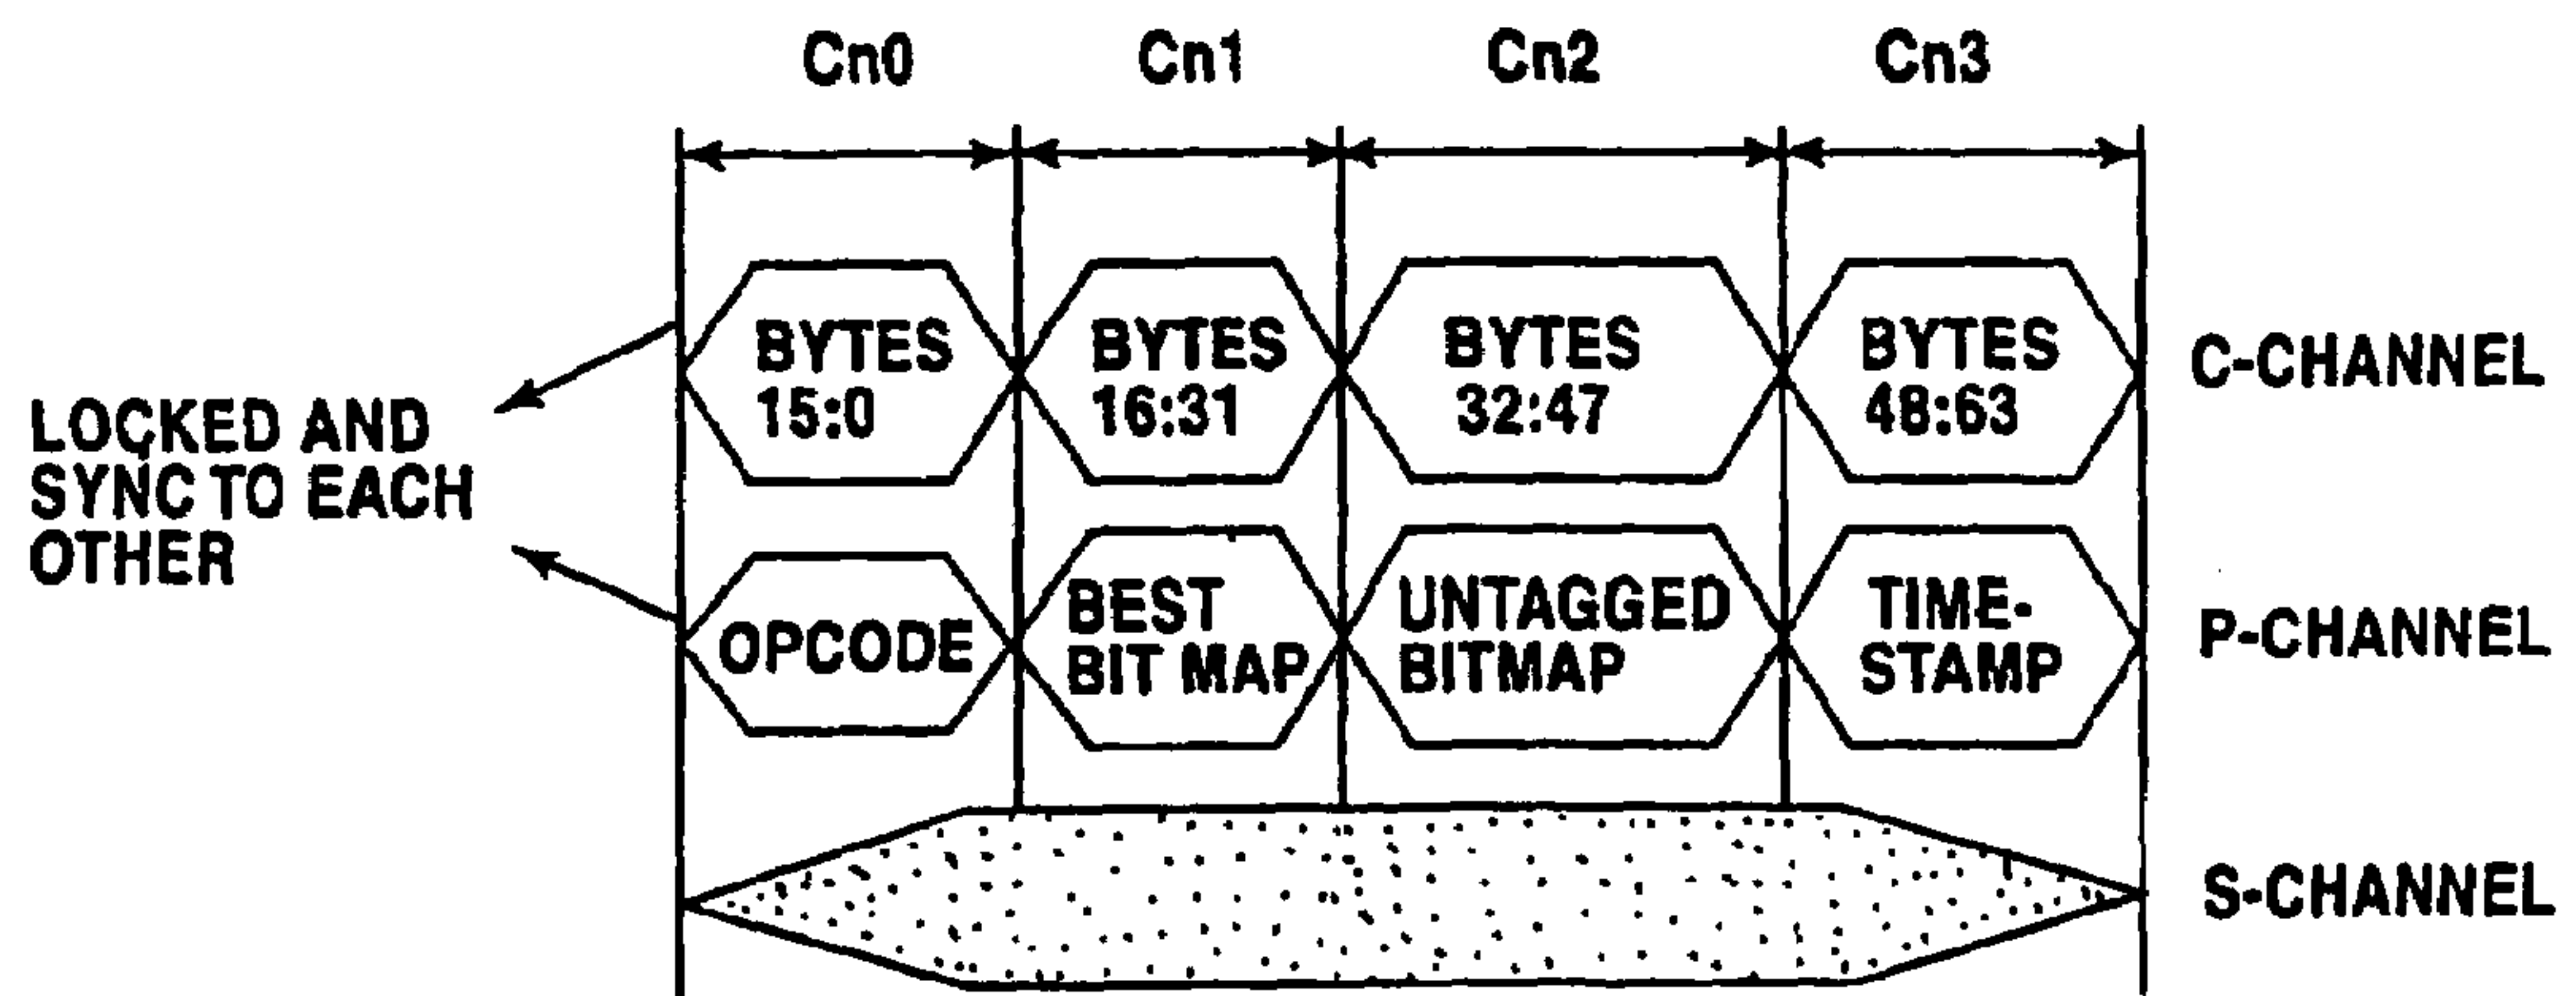 Cn0 Cn1 Cn2 Cn3
BYTES
15:0
BYTES
16:31
BYTES
32:47
BYTES
48:63
C-CHANNEL
LOCKED AND
SYNC TO EACH
OTHER
OPCODE
BEST
BIT MAP
UNTAGGED
BITMAP
TIME-
STAMP
P-CHANNEL
S-CHANNEL